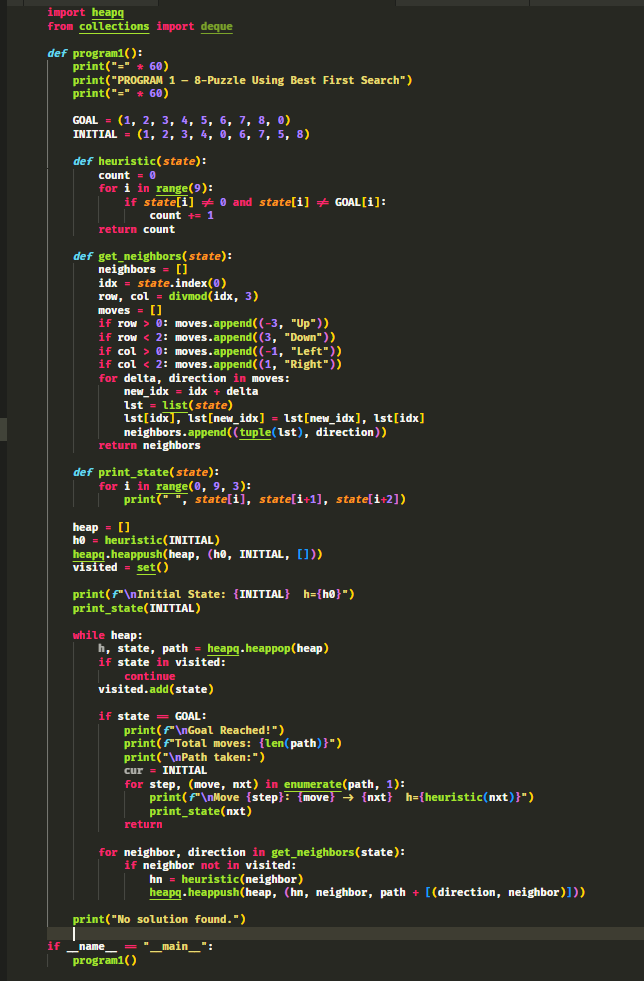 import heapq
from collections import deque

def program1():
    print("=" * 60)
    print("PROGRAM 1 — 8-Puzzle Using Best First Search")
    print("=" * 60)

    GOAL = (1, 2, 3, 4, 5, 6, 7, 8, 0)
    INITIAL = (1, 2, 3, 4, 0, 6, 7, 5, 8)

    def heuristic(state):
        count = 0
        for i in range(9):
            if state[i] != 0 and state[i] != GOAL[i]:
                count += 1
        return count

    def get_neighbors(state):
        neighbors = []
        idx = state.index(0)
        row, col = divmod(idx, 3)
        moves = []
        if row > 0: moves.append((-3, "Up"))
        if row < 2: moves.append((3, "Down"))
        if col > 0: moves.append((-1, "Left"))
        if col < 2: moves.append((1, "Right"))
        for delta, direction in moves:
            new_idx = idx + delta
            lst = list(state)
            lst[idx], lst[new_idx] = lst[new_idx], lst[idx]
            neighbors.append((tuple(lst), direction))
        return neighbors

    def print_state(state):
        for i in range(0, 9, 3):
            print(" ", state[i], state[i+1], state[i+2])

    heap = []
    h0 = heuristic(INITIAL)
    heapq.heappush(heap, (h0, INITIAL, []))
    visited = set()

    print(f"\nInitial State: {INITIAL}  h={h0}")
    print_state(INITIAL)

    while heap:
        h, state, path = heapq.heappop(heap)
        if state in visited:
            continue
        visited.add(state)

        if state == GOAL:
            print(f"\nGoal Reached!")
            print(f"Total moves: {len(path)}")
            print("\nPath taken:")
            cur = INITIAL
            for step, (move, nxt) in enumerate(path, 1):
                print(f"\nMove {step}: {move} → {nxt}  h={heuristic(nxt)}")
                print_state(nxt)
            return

        for neighbor, direction in get_neighbors(state):
            if neighbor not in visited:
                hn = heuristic(neighbor)
                heapq.heappush(heap, (hn, neighbor, path + [(direction, neighbor)]))

    print("No solution found.")

if __name__ == "__main__":
    program1()